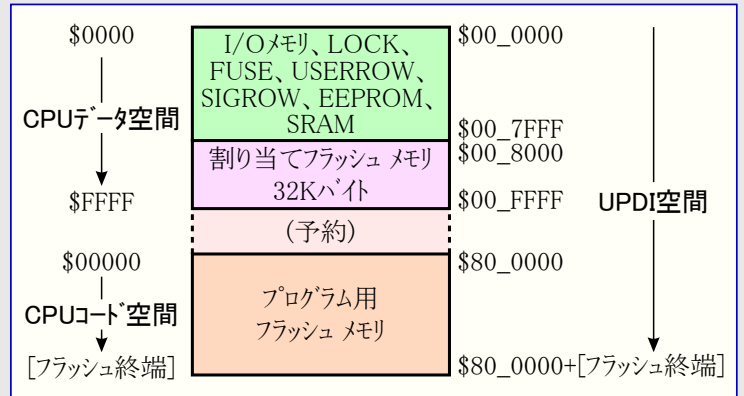 $0000
CPUデータ空間
$FFFF
$00000
CPUコード空間
[フラッシュ終端]
I/Oメモリ、LOCK、
FUSE、USERROW、
SIGROW、EEPROM、
SRAM
割り当てフラッシュ メモリ
32Kバイト
(予約)
プログラム用
フラッシュ メモリ
$00_0000
$00_7FFF
$00_8000
$00_FFFF
$80_0000
$80_0000+[フラッシュ終端]
UPDI空間